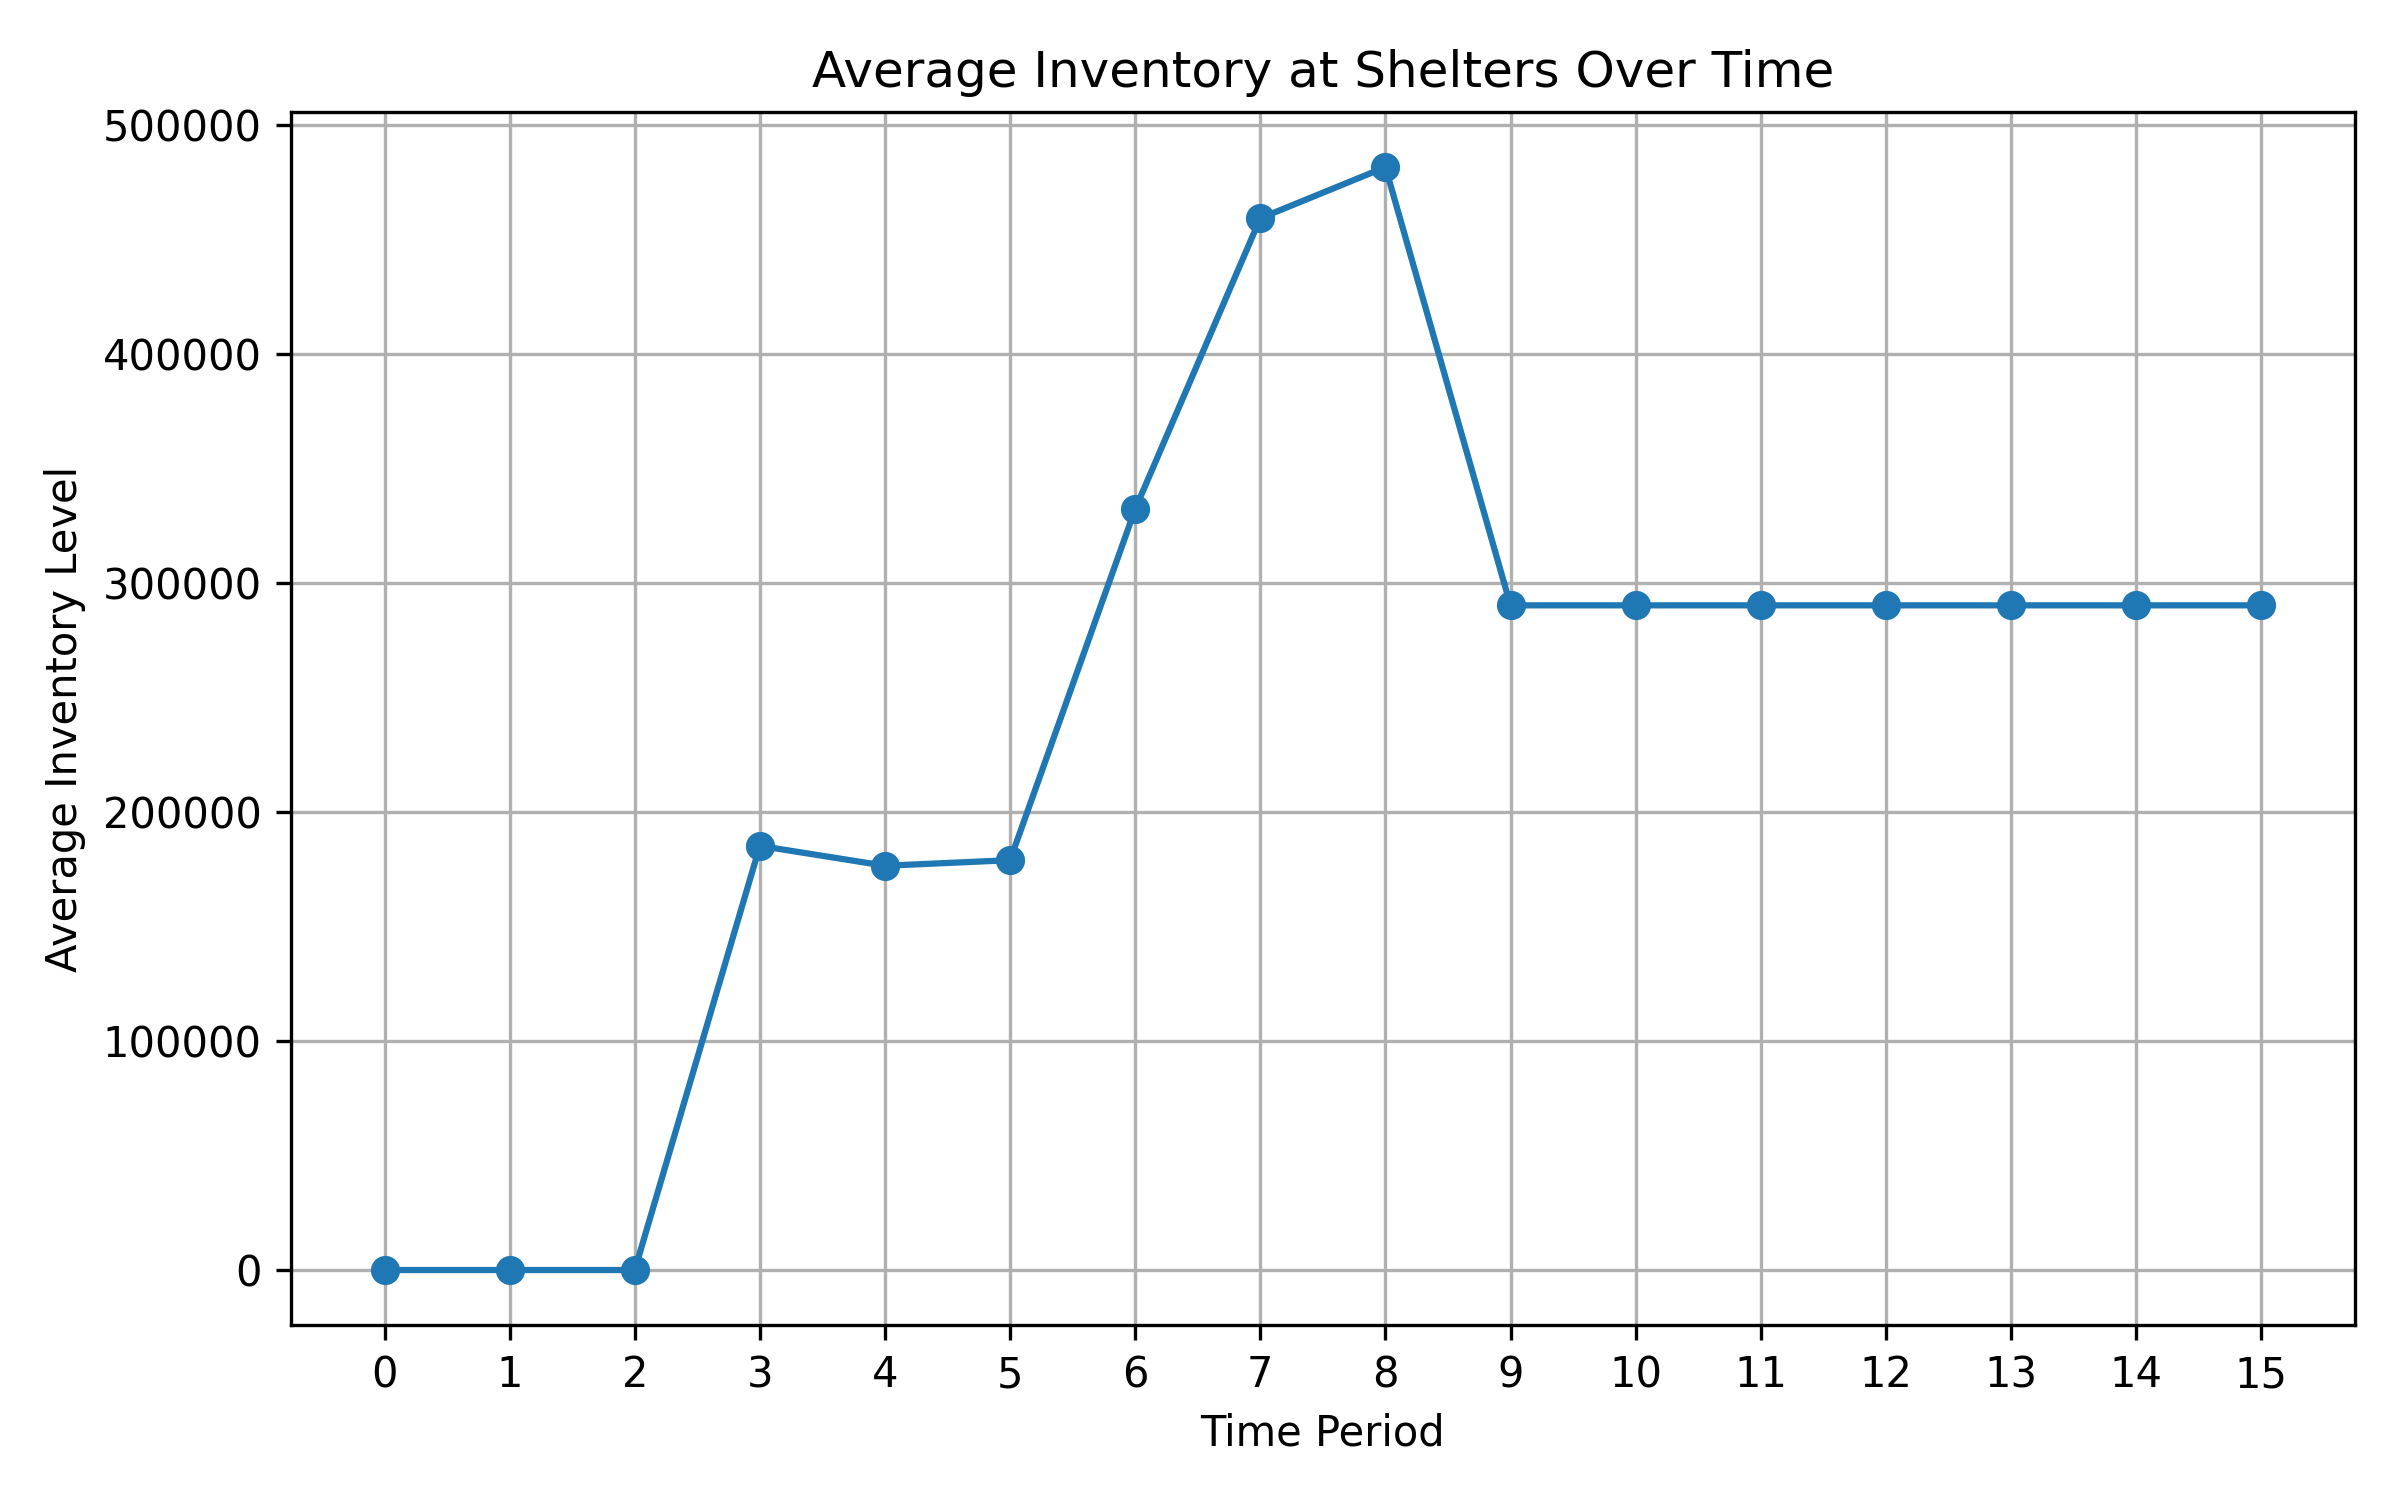 Average Inventory at Shelters Over Time
Average Inventory Level
500000
400000
300000
200000
100000
0
0 1 2 3 4 5 6 7 8 9 10 11 12 13 14 15
Time Period